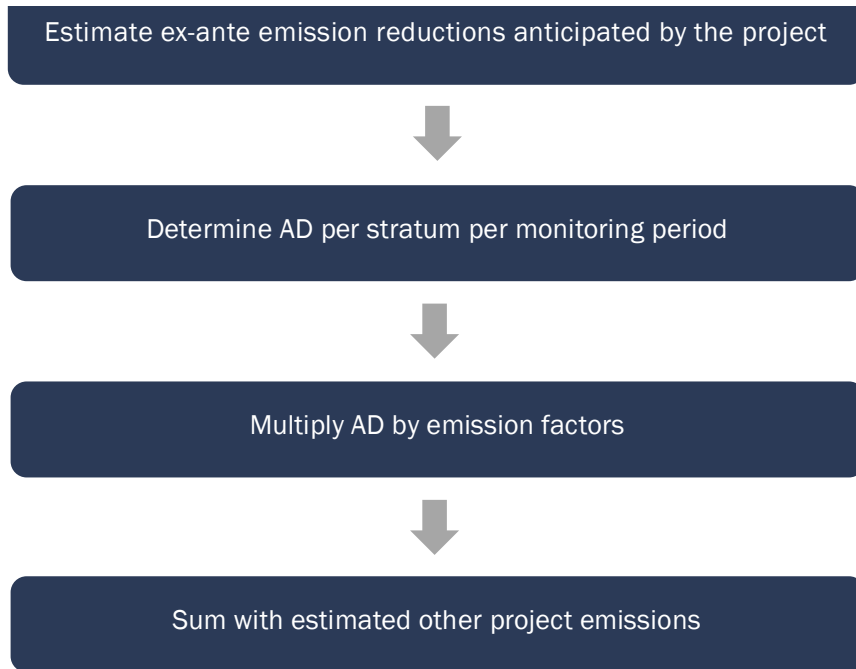 Estimate ex-ante emission reductions anticipated by the project
Determine AD per stratum per monitoring period
Multiply AD by emission factors
Sum with estimated other project emissions